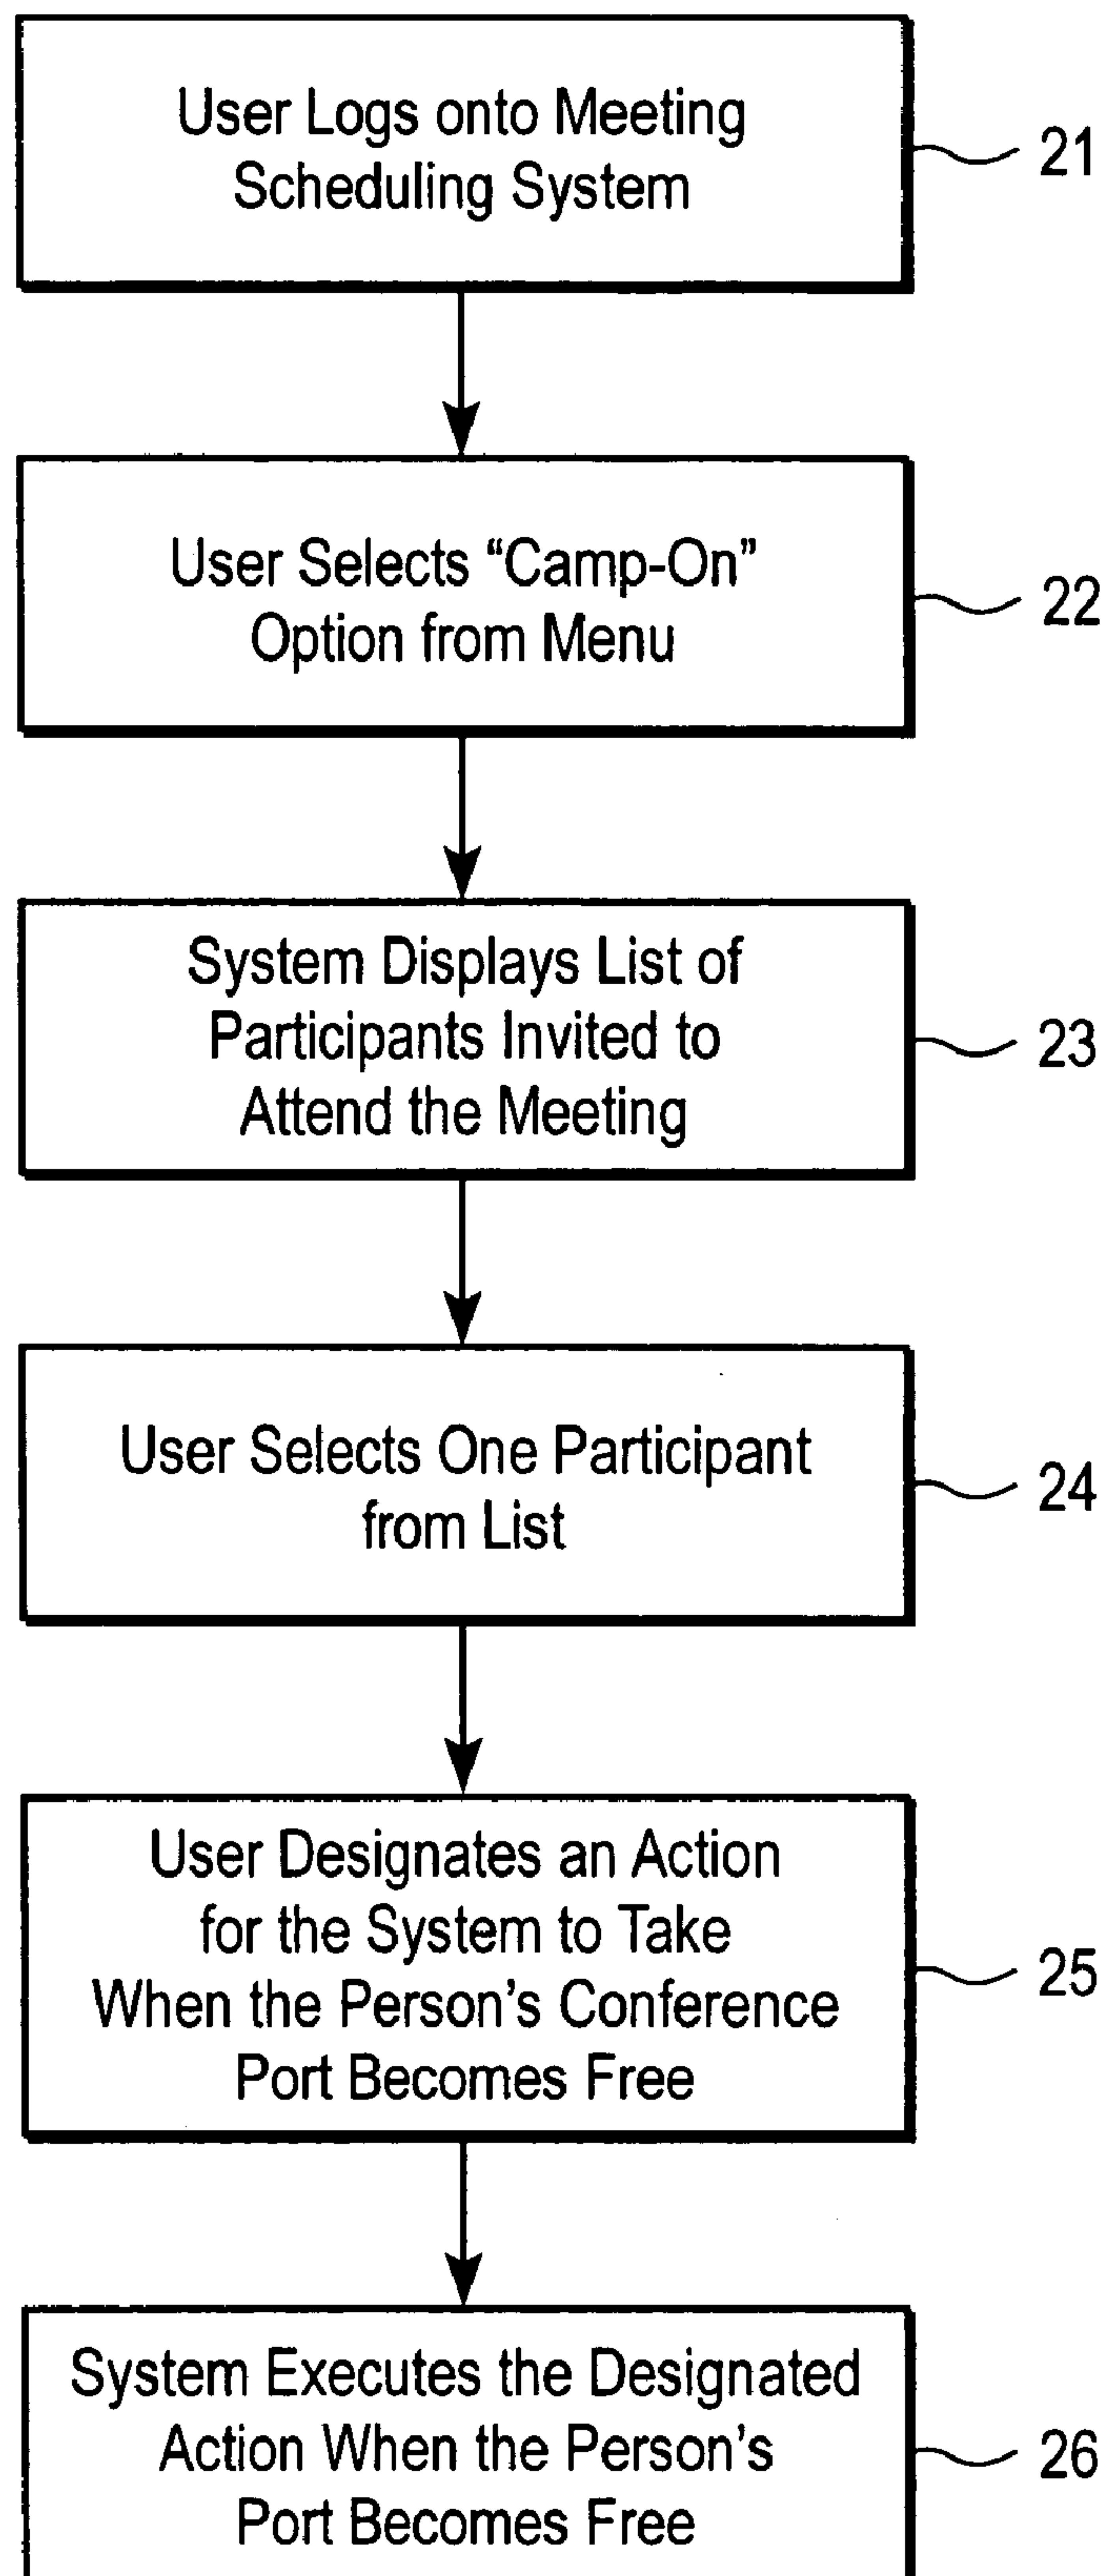 User Logs onto Meeting
Scheduling System
21
User Selects “Camp-On”
Option from Menu
22
System Displays List of
Participants Invited to
Attend the Meeting
23
User Selects One Participant
from List
24
User Designates an Action
for the System to Take
When the Person’s Conference
Port Becomes Free
25
System Executes the Designated
Action When the Person’s
Port Becomes Free
26